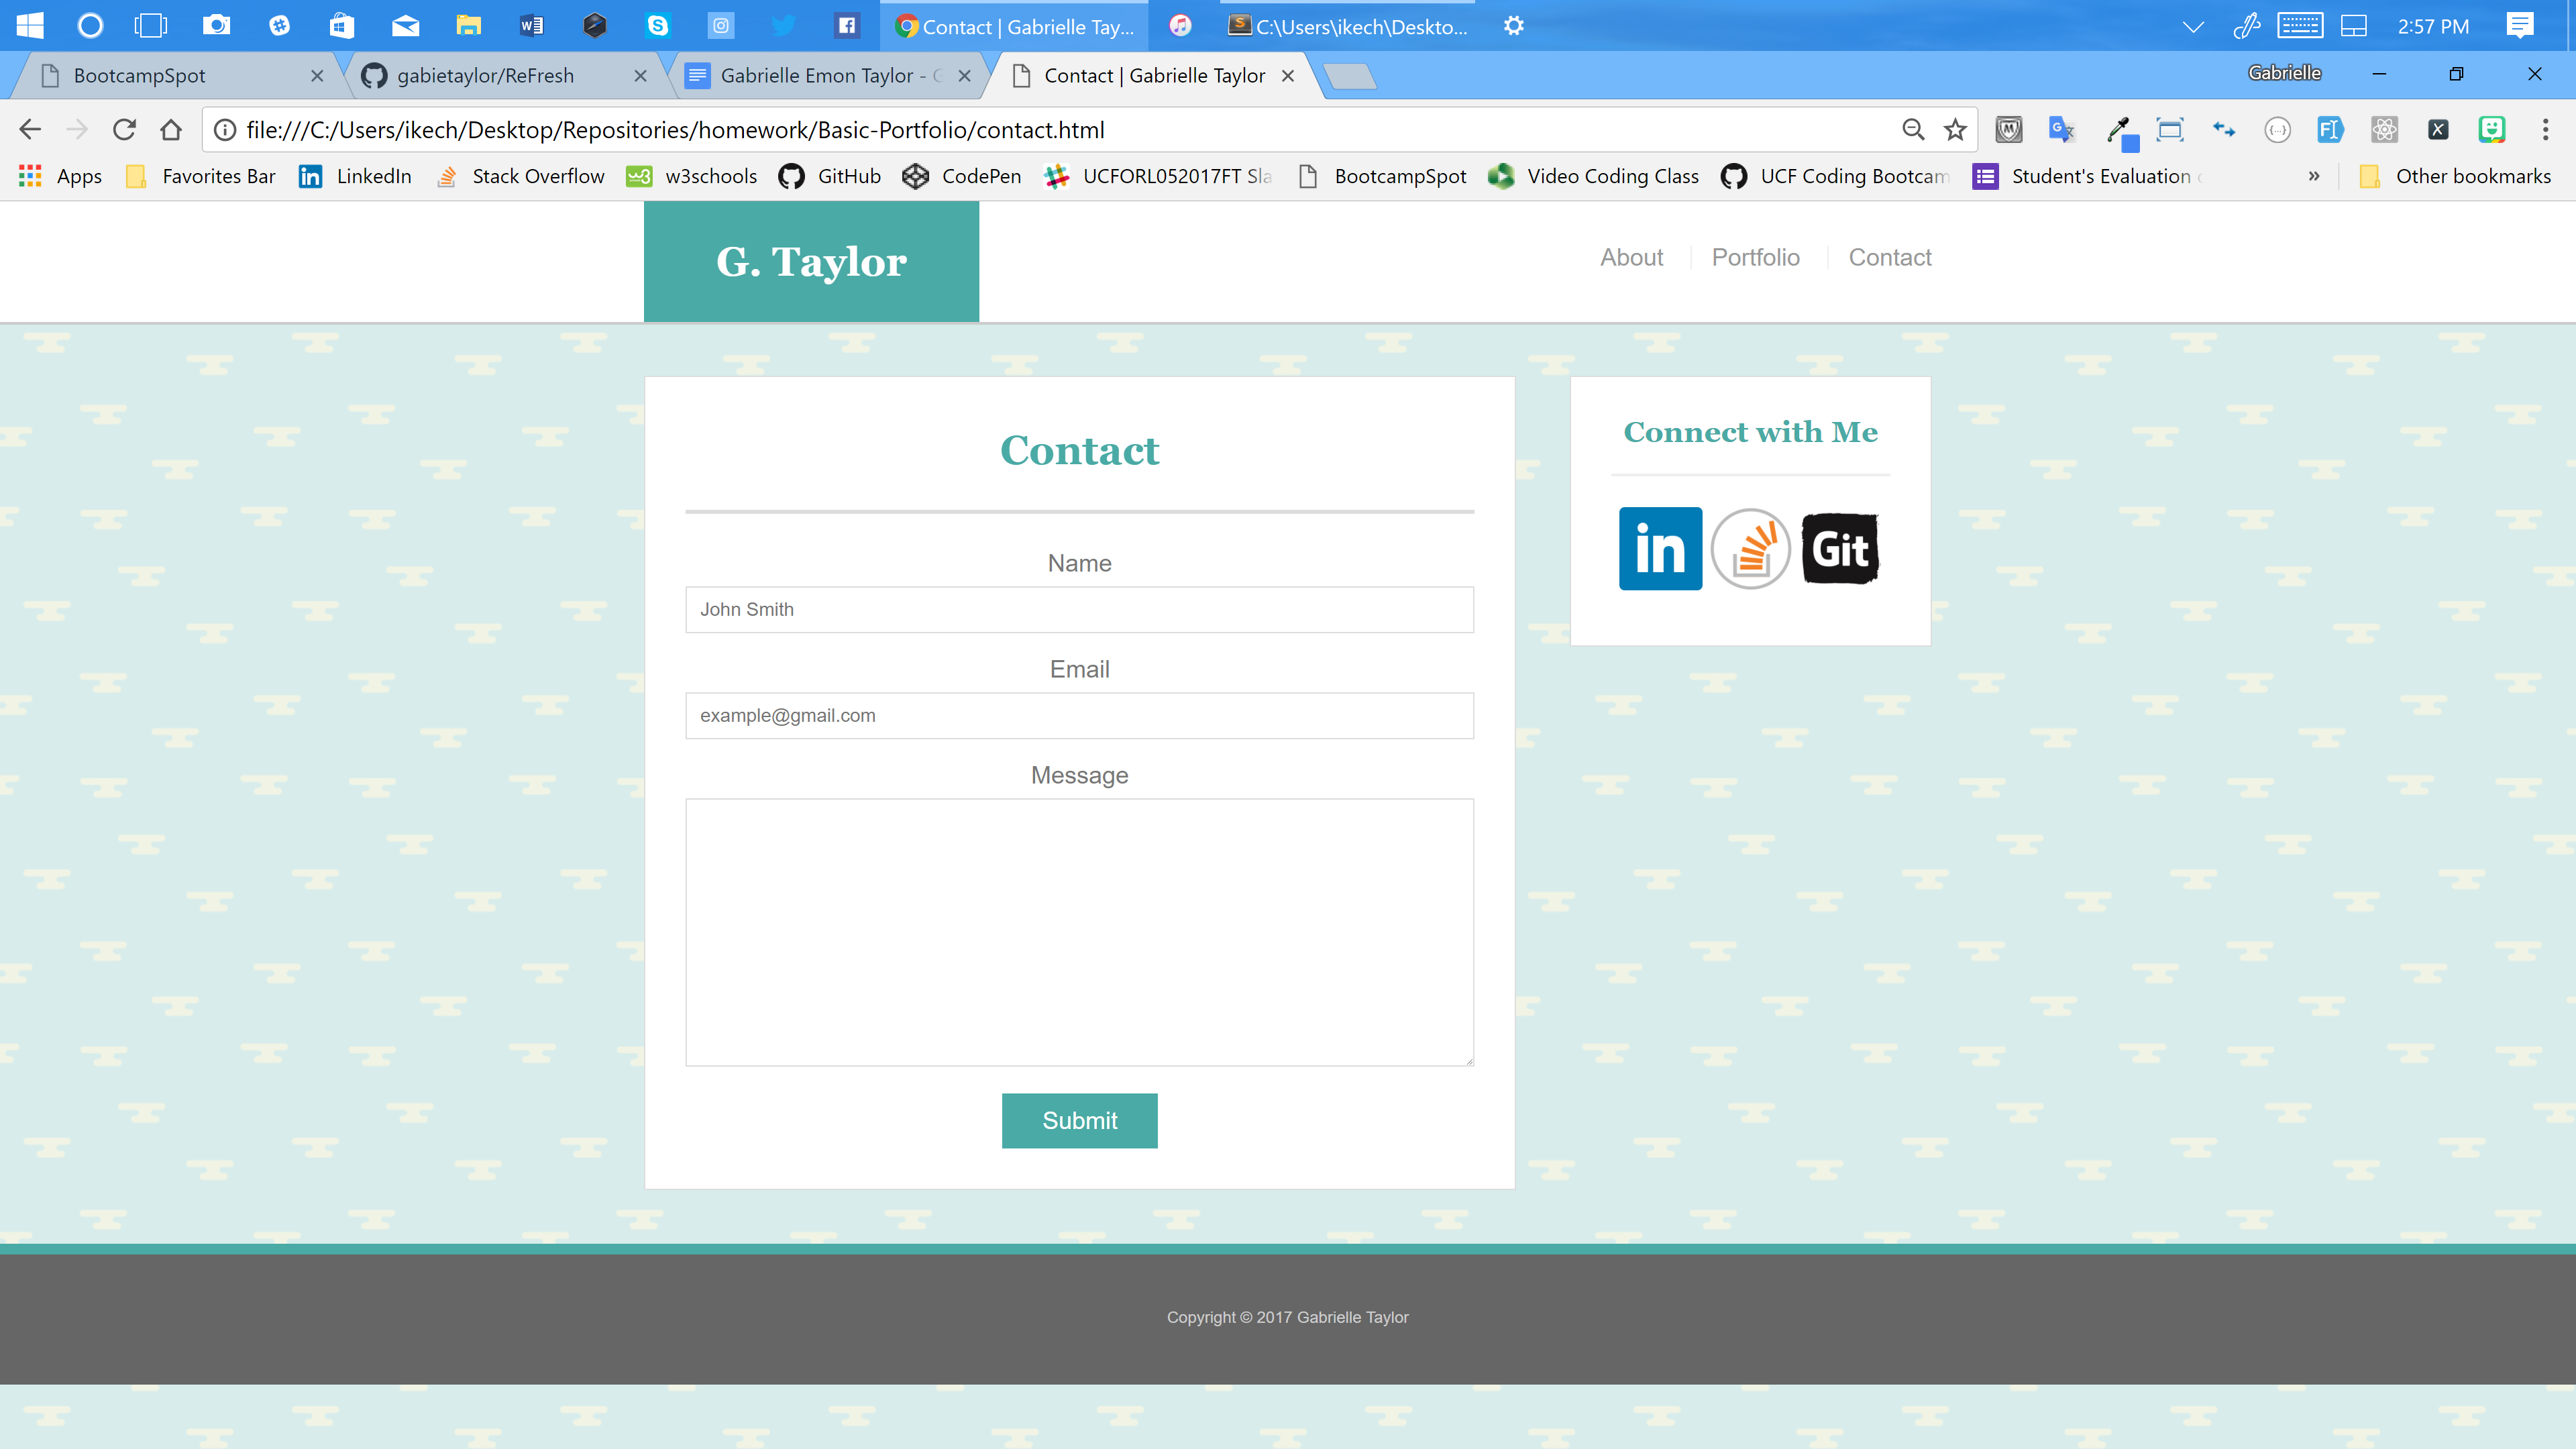 Contact | Gabrielle Tay...
C:\Users\ikech\Deskto...
2:57 PM
BootcampSpot
gabietaylor/ReFresh
Gabrielle Emon Taylor -
Contact | Gabrielle Taylor
Gabrielle
file:///C:/Users/ikech/Desktop/Repositories/homework/Basic-Portfolio/contact.html
Apps
Favorites Bar
LinkedIn
Stack Overflow
w3schools
GitHub
CodePen
UCFORL052017FT Sla
BootcampSpot
Video Coding Class
UCF Coding Bootcam
Student's Evaluation
»
Other bookmarks
G. Taylor
About
Portfolio
Contact
Contact
Connect with Me
in
Git
Name
John Smith
Email
example@gmail.com
Message
Submit
Copyright © 2017 Gabrielle Taylor